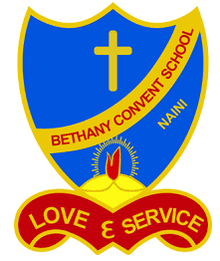 BETHANY CONVENT SCHOOL
NAINI
LOVE & SERVICE